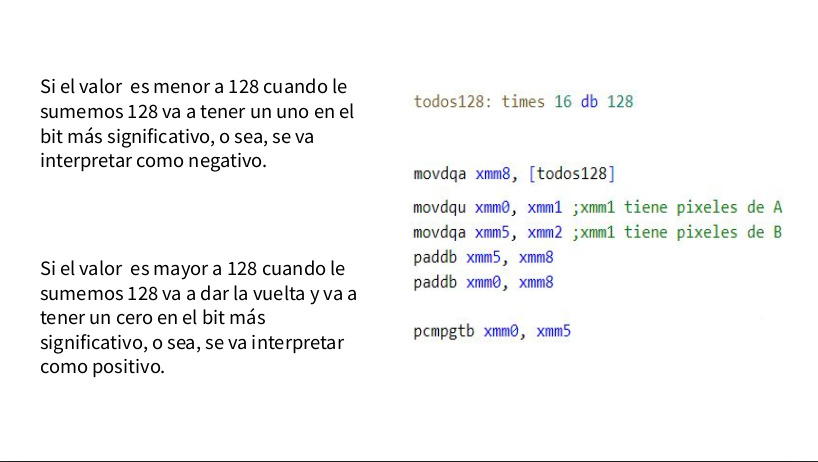 Si el valor es menor a 128 cuando le
sumemos 128 va a tener un uno en el
bit más significativo, o sea, se va
interpretar como negativo.
Si el valor es mayor a 128 cuando le
sumemos 128 va a dar la vuelta y va a
tener un cero en el bit más
significativo, o sea, se va interpretar
como positivo.
todos128: times 16 db 128
movdqa xmm8, [todos128]
movdqu xmm0, xmm1 ;xmm1 tiene pixeles de A
movdqa xmm5, xmm2 ;xmm1 tiene pixeles de B
paddb xmm5, xmm8
paddb xmm0, xmm8
pcmpgtb xmm0, xmm5